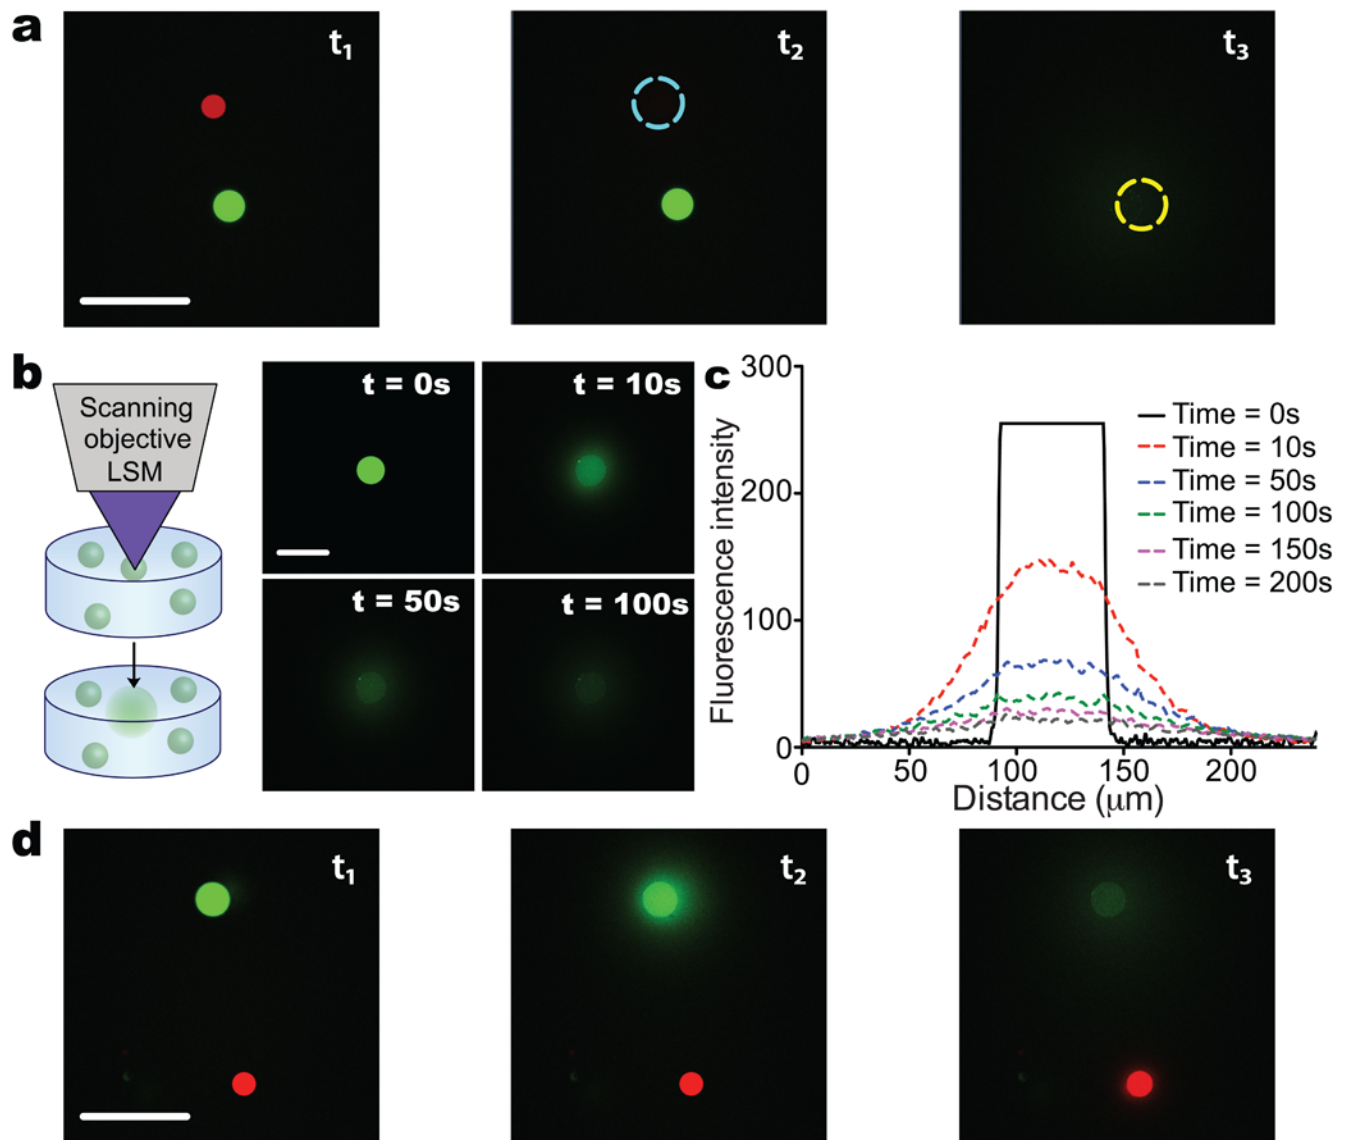 a
t1
t2
t3
b
Scanning
objective
LSM
t = 0s
t = 10s
t = 50s
t = 100s
c
Fluorescence intensity
300
200
100
0
0
50
100
150
200
Distance (μm)
Time = 0s
Time = 10s
Time = 50s
Time = 100s
Time = 150s
Time = 200s
d
t1
t2
t3